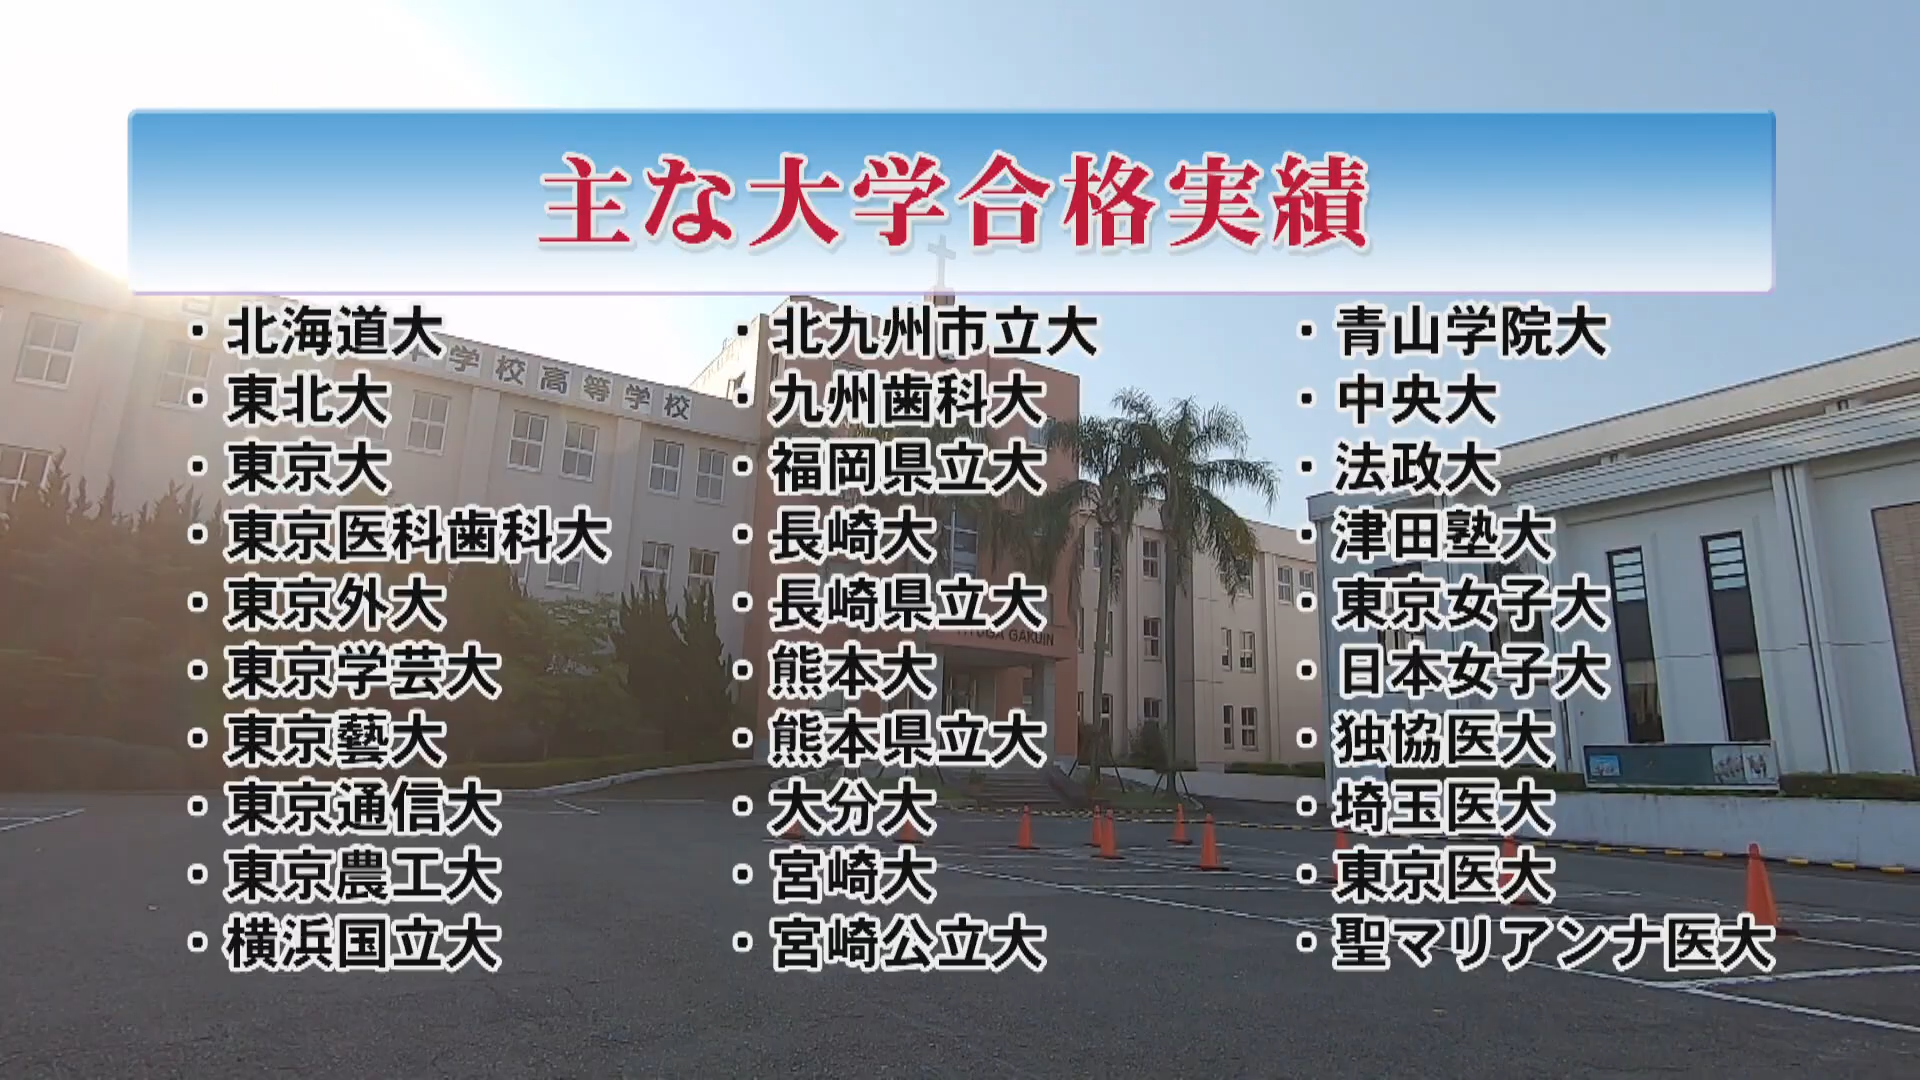 主な大学合格実績
・北海道大
・東北大
・東京大
・東京医科歯科大
・東京外大
・東京学芸大
・東京藝大
・東京通信大
・東京農工大
・横浜国立大
・北九州市立大
・九州歯科大
・福岡県立大
・長崎大
・長崎県立大
・熊本大
・熊本県立大
・大分大
・宮崎大
・宮崎公立大
・青山学院大
・中央大
・法政大
・津田塾大
・東京女子大
・日本女子大
・独協医大
・埼玉医大
・東京医大
・聖マリアンナ医大
学校高等学校
GAKUIN